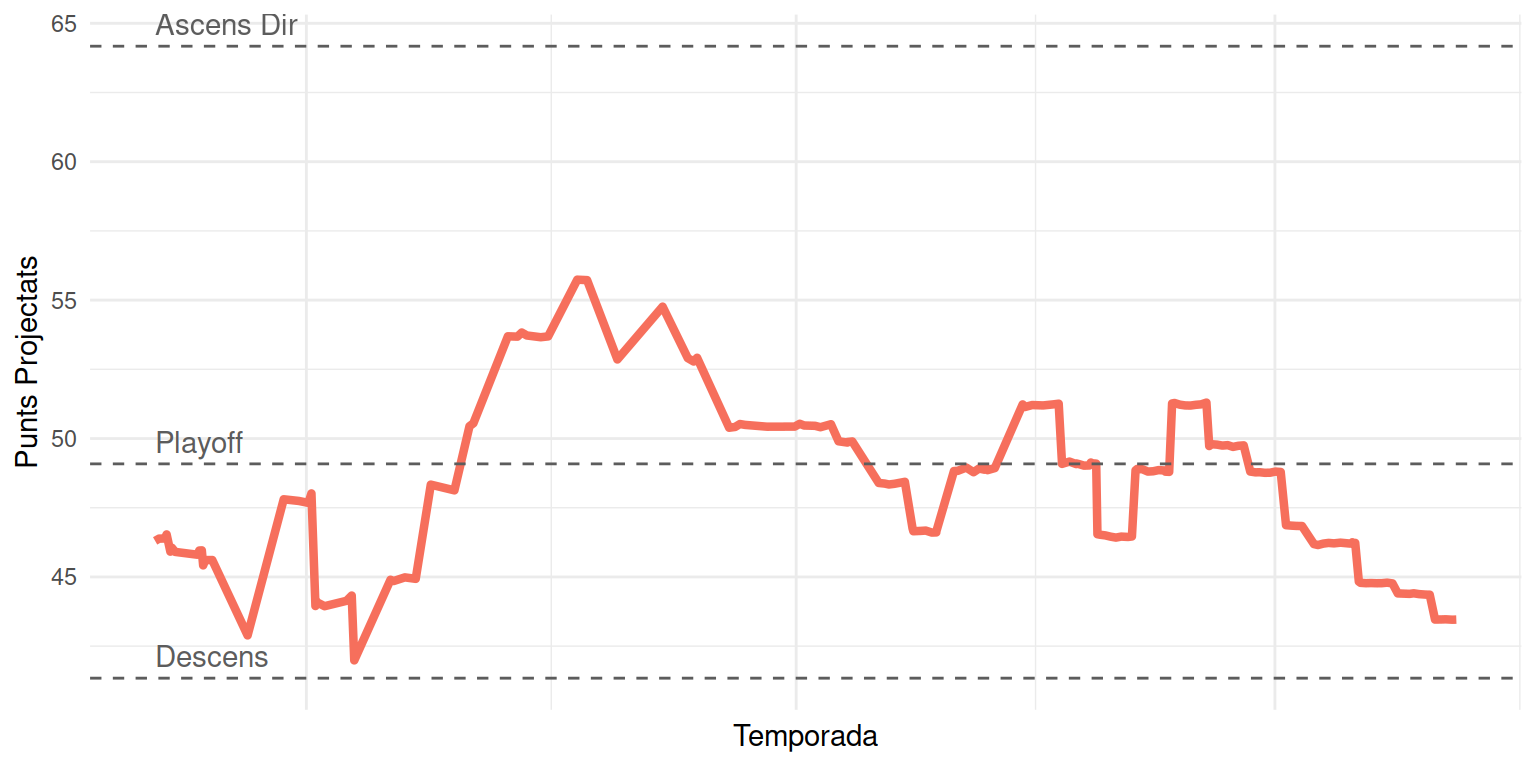 Ascens Dir
65
60
55
50
45
Punts Projectats
Playoff
Descens
Temporada